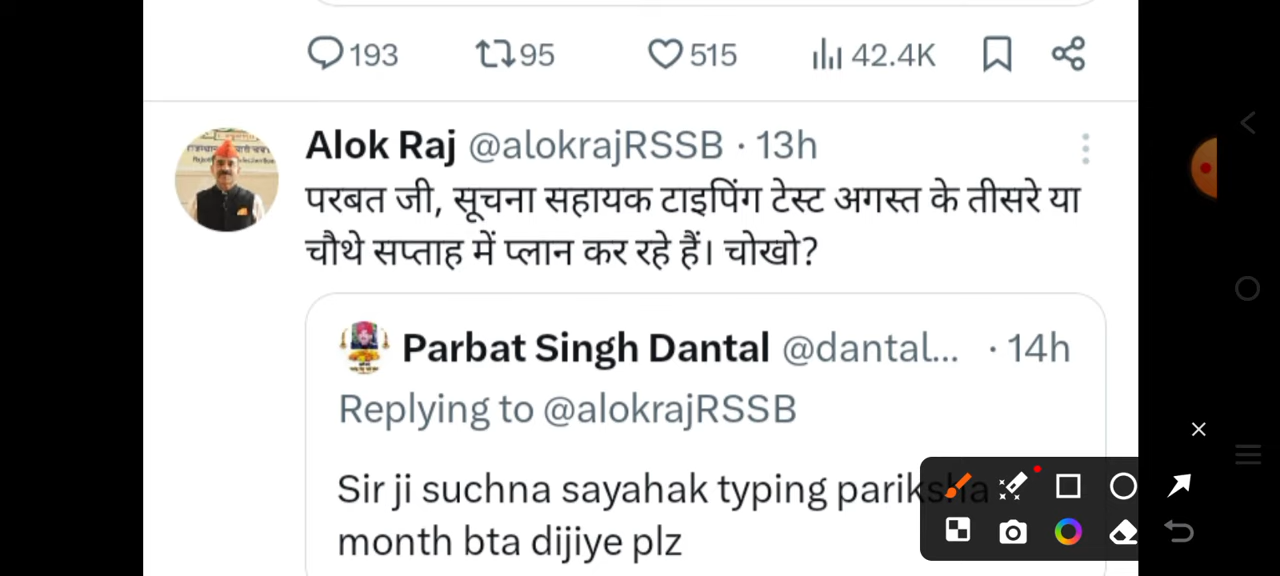 193 95 515 42.4K
Alok Raj @alokrajRSSB · 13h
परबत जी, सूचना सहायक टाइपिंग टेस्ट अगस्त के तीसरे या
चौथे सप्ताह में प्लान कर रहे हैं। चोखो?
Parbat Singh Dantal @dantal... · 14h
Replying to @alokrajRSSB
Sir ji suchna sayahak typing pariksha
month bta dijiye plz